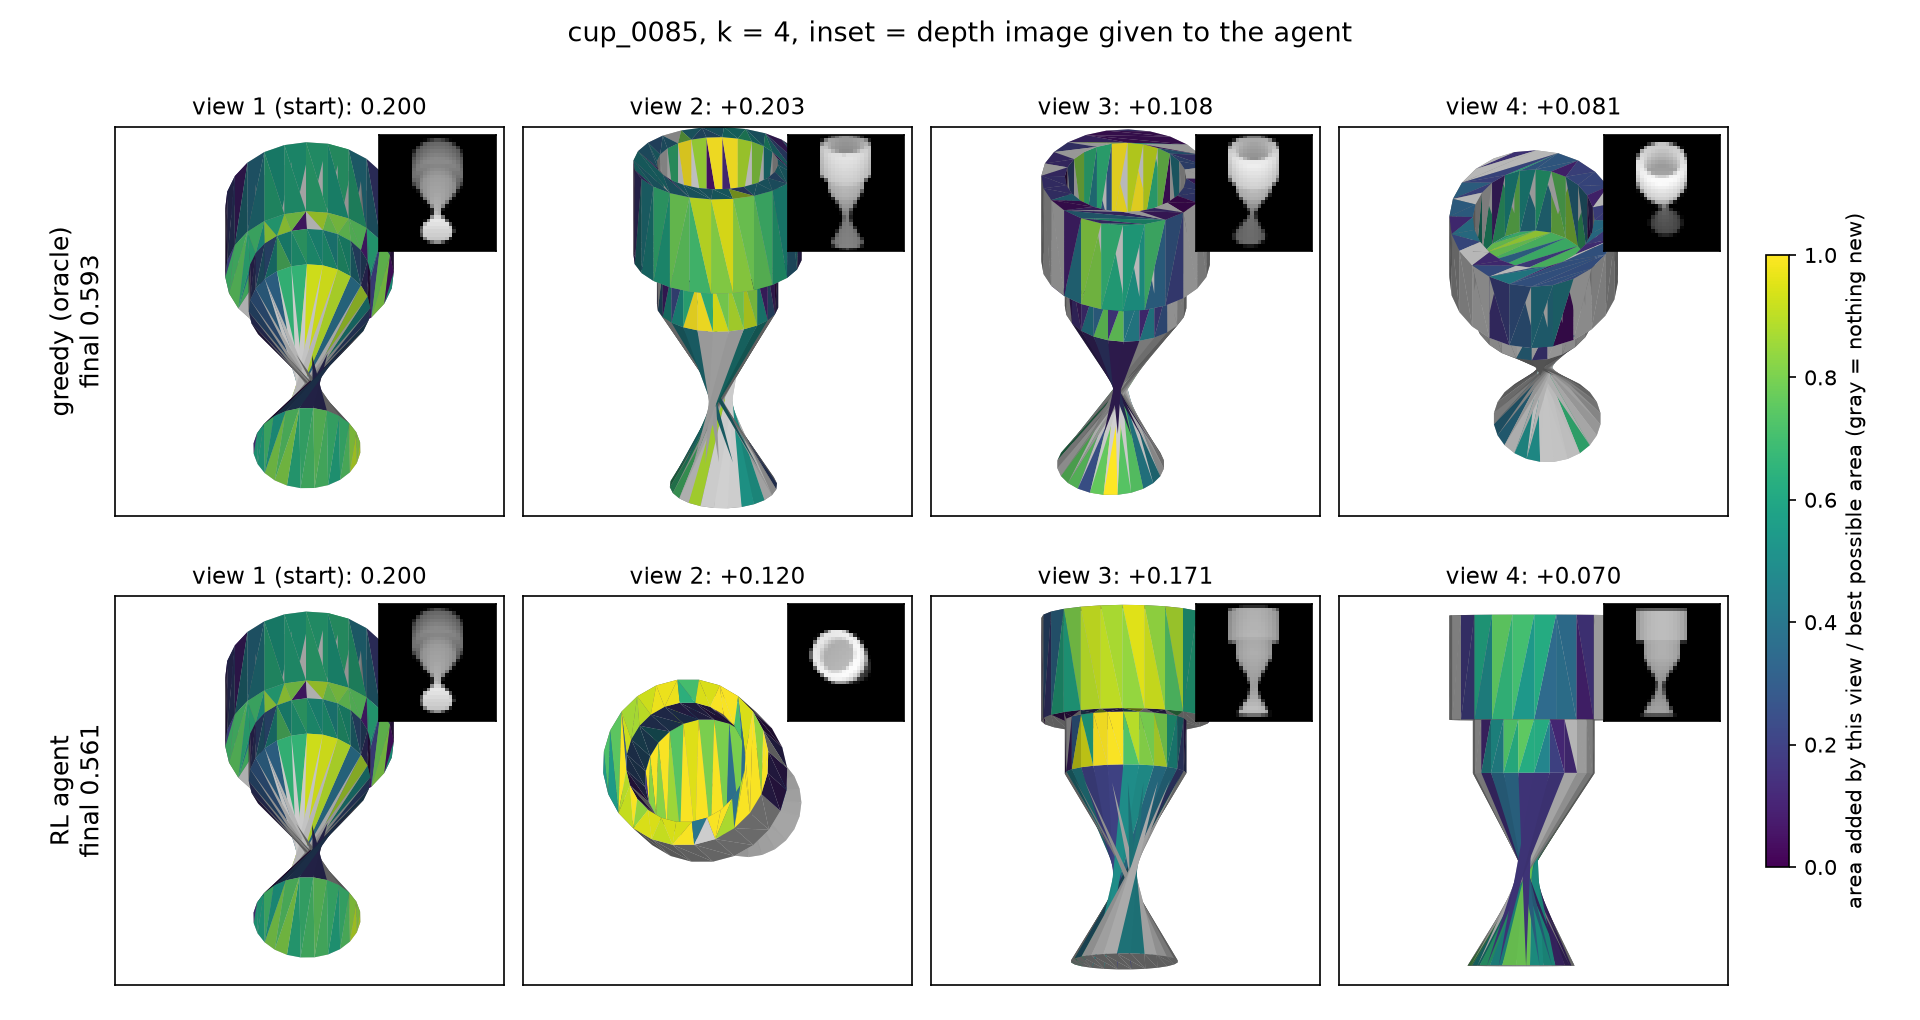 cup_0085, k = 4, inset = depth image given to the agent
view 1 (start): 0.200
view 2: +0.203
view 3: +0.108
view 4: +0.081
greedy (oracle)
final 0.593
view 1 (start): 0.200
view 2: +0.120
view 3: +0.171
view 4: +0.070
RL agent
final 0.561
1.0
0.8
0.6
0.4
0.2
0.0
area added by this view / best possible area (gray = nothing new)